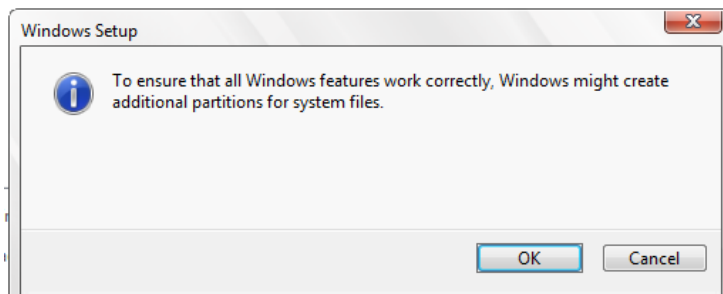 Windows Setup
To ensure that all Windows features work correctly, Windows might create
additional partitions for system files.
OK
Cancel